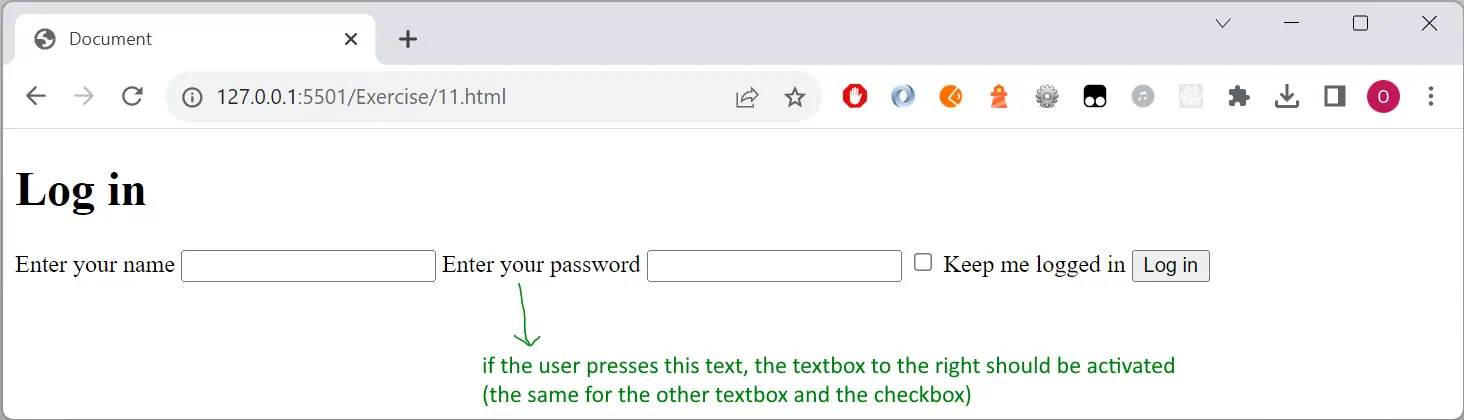 Document
127.0.0.1:5501/Exercise/11.html
O
Log in
Enter your name Enter your password Keep me logged in Log in
if the user presses this text, the textbox to the right should be activated
(the same for the other textbox and the checkbox)